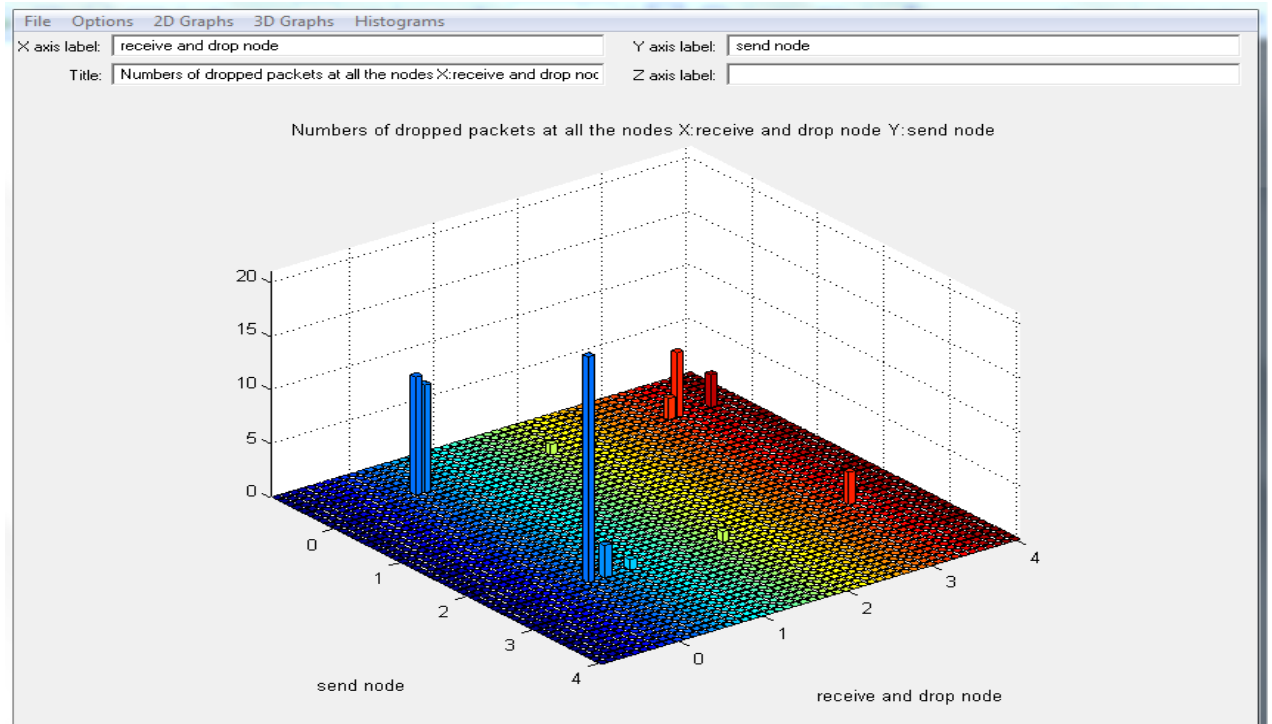 File Options 2D Graphs 3D Graphs Histograms
X axis label: receive and drop node Y axis label: send node
Title: Numbers of dropped packets at all the nodes X:receive and drop noc Z axis label:
Numbers of dropped packets at all the nodes X:receive and drop node Y:send node
20
15
10
5
0
0
1
2
3
4
0
1
2
3
4
send node
receive and drop node